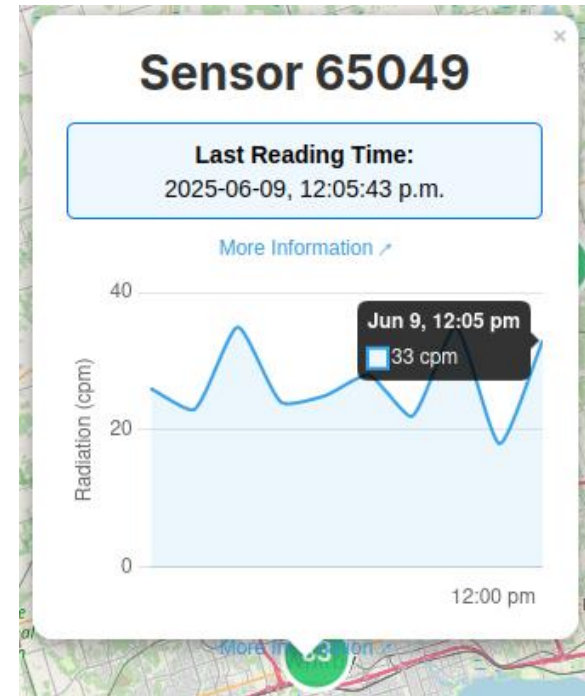 ×
Sensor 65049
Last Reading Time:
2025-06-09, 12:05:43 p.m.
More Information ↗
40
Jun 9, 12:05 pm
33 cpm
Radiation (cpm)
20
0
12:00 pm
More